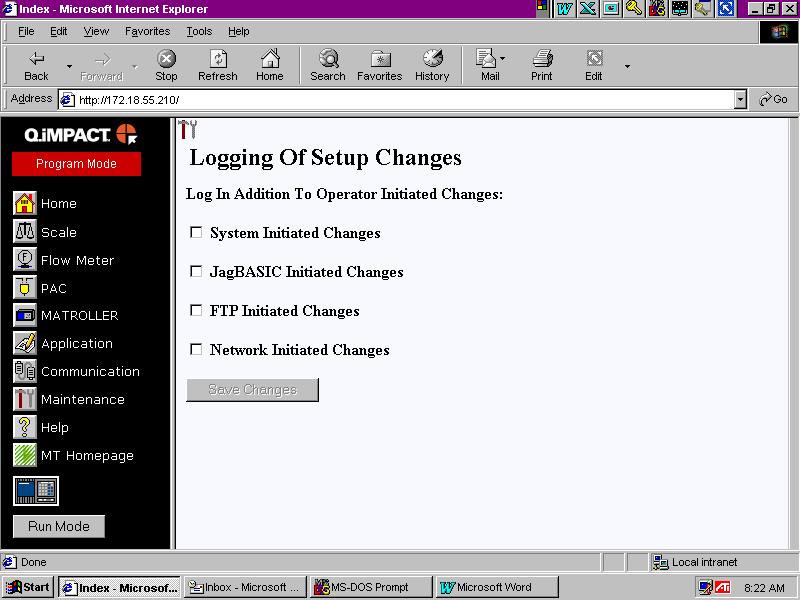 Index - Microsoft Internet Explorer
File Edit View Favorites Tools Help
Back Forward Stop Refresh Home Search Favorites History Mail Print Edit
Address http://172.18.55.210/ Go
Q.iMPACT.
Program Mode
Home
Scale
Flow Meter
PAC
MATROLLER
Application
Communication
Maintenance
Help
MT Homepage
Run Mode
Logging Of Setup Changes
Log In Addition To Operator Initiated Changes:
System Initiated Changes
JagBASIC Initiated Changes
FTP Initiated Changes
Network Initiated Changes
Save Changes
Done Local intranet
Start Index - Microsof... Inbox - Microsoft ... MS-DOS Prompt Microsoft Word 8:22 AM